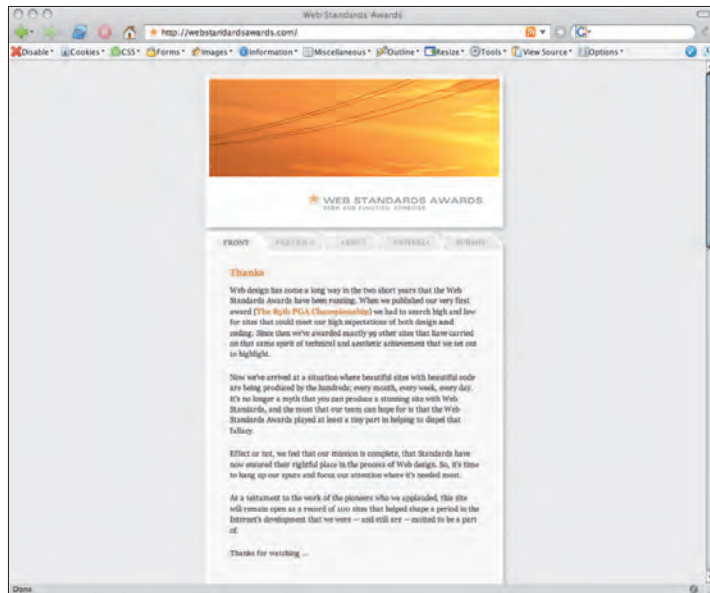 Web Standards Awards
http://webstandardsawards.com/
Disable Cookies CSS Forms Images Information Miscellaneous Outline Resize Tools View Source Options
WEB STANDARDS AWARDS
FORM AND FUNCTION COMBINED
FRONT PREVIOUS ABOUT CRITERIA SUBMIT
Thanks
Web design has come a long way in the two short years that the Web
Standards Awards have been running. When we published our very first
award (The 85th PGA Championship) we had to search high and low
for sites that could meet our high expectations of both design and
coding. Since then we've awarded exactly 99 other sites that have carried
on that same spirit of technical and aesthetic achievement that we set out
to highlight.
Now we've arrived at a situation where beautiful sites with beautiful code
are being produced by the hundreds; every month, every week, every day.
It's no longer a myth that you can produce a stunning site with Web
Standards, and the most that our team can hope for is that the Web
Standards Awards played at least a tiny part in helping to dispel that
fallacy.
Effect or not, we feel that our mission is complete, that Standards have
now ensured their rightful place in the process of Web design. So, it's time
to hang up our spurs and focus our attention where it's needed most.
As a testament to the work of the pioneers who we applauded, this site
will remain open as a record of 100 sites that helped shape a period in the
Internet's development that we were — and still are — excited to be a part
of.
Thanks for watching ...
Done